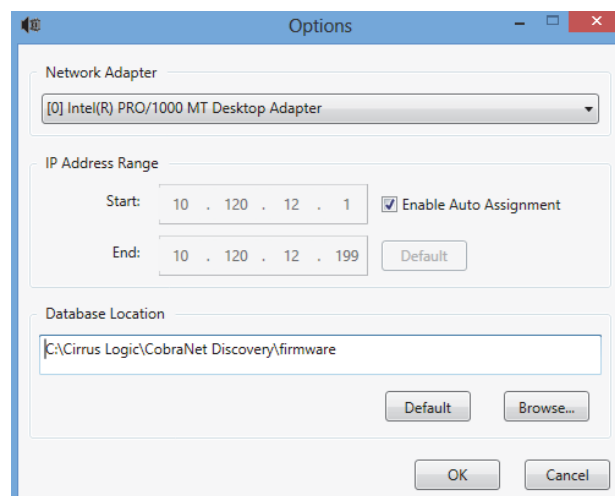 Options
Network Adapter
[0] Intel(R) PRO/1000 MT Desktop Adapter
IP Address Range
Start: 10 . 120 . 12 . 1 Enable Auto Assignment
End: 10 . 120 . 12 . 199 Default
Database Location
C:\Cirrus Logic\CobraNet Discovery\firmware
Default Browse...
OK Cancel